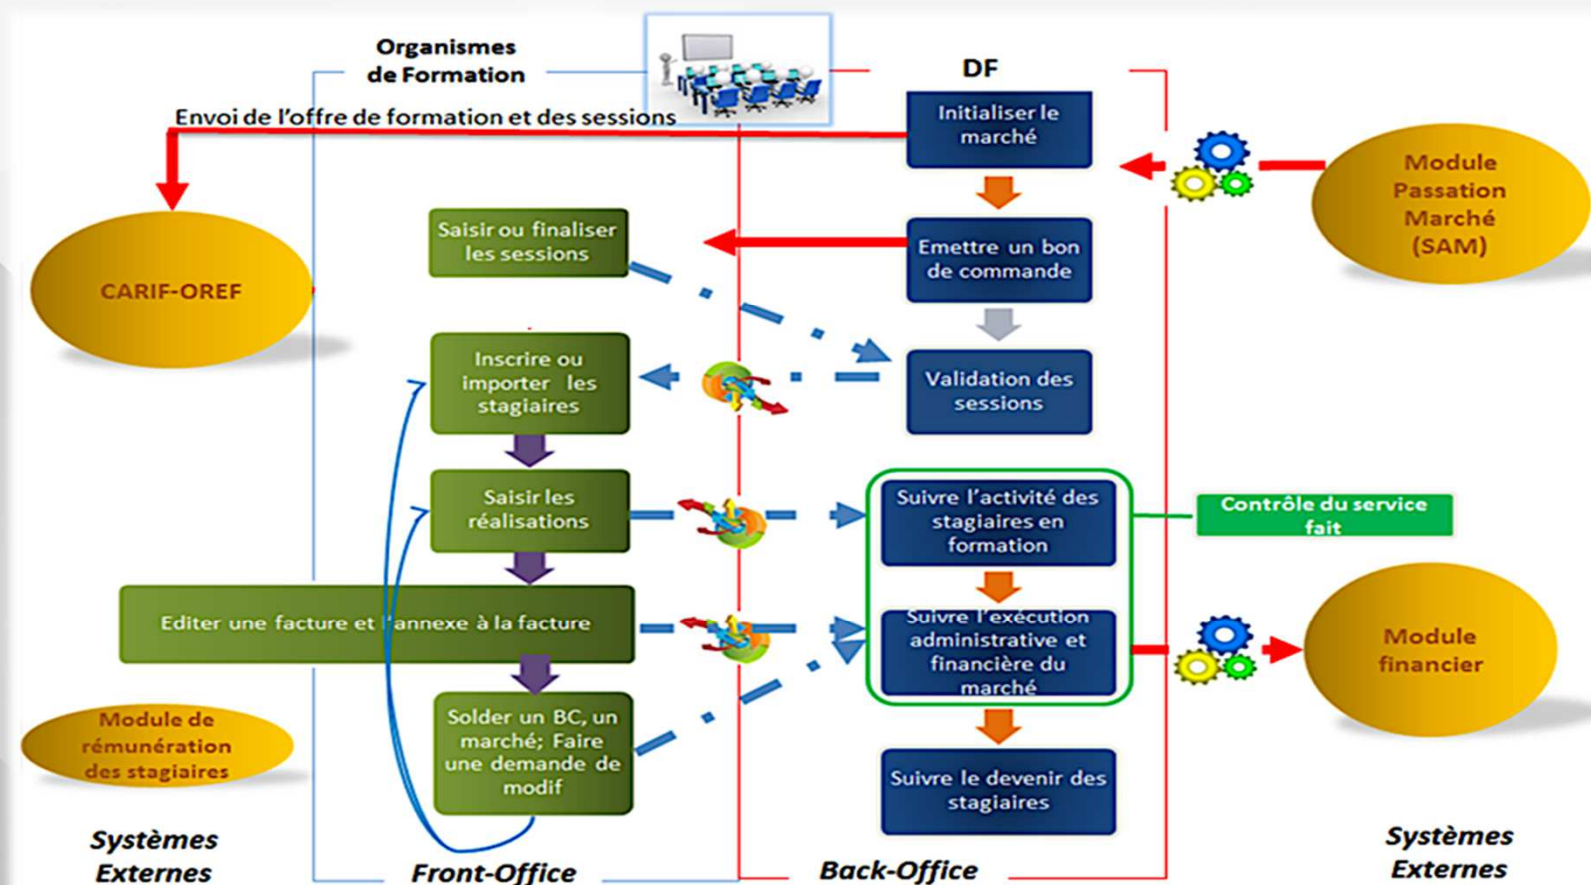 Organismes
de Formation
DF
Envoi de l'offre de formation et des sessions
Initialiser le
marché
Module
Passation
Marché
(SAM)
Saisir ou finaliser
les sessions
Emettre un bon
de commande
CARIF-OREF
Inscrire ou
importer les
stagiaires
Validation des
sessions
Saisir les
réalisations
Suivre l'activité des
stagiaires en
formation
Contrôle du service
fait
Editer une facture et l'annexe à la facture
Suivre l'exécution
administrative et
financière du
marché
Module
financier
Module de
rémunération
des stagiaires
Solder un BC, un
marché; Faire
une demande de
modif
Suivre le devenir des
stagiaires
Systèmes
Externes
Front-Office
Back-Office
Systèmes
Externes